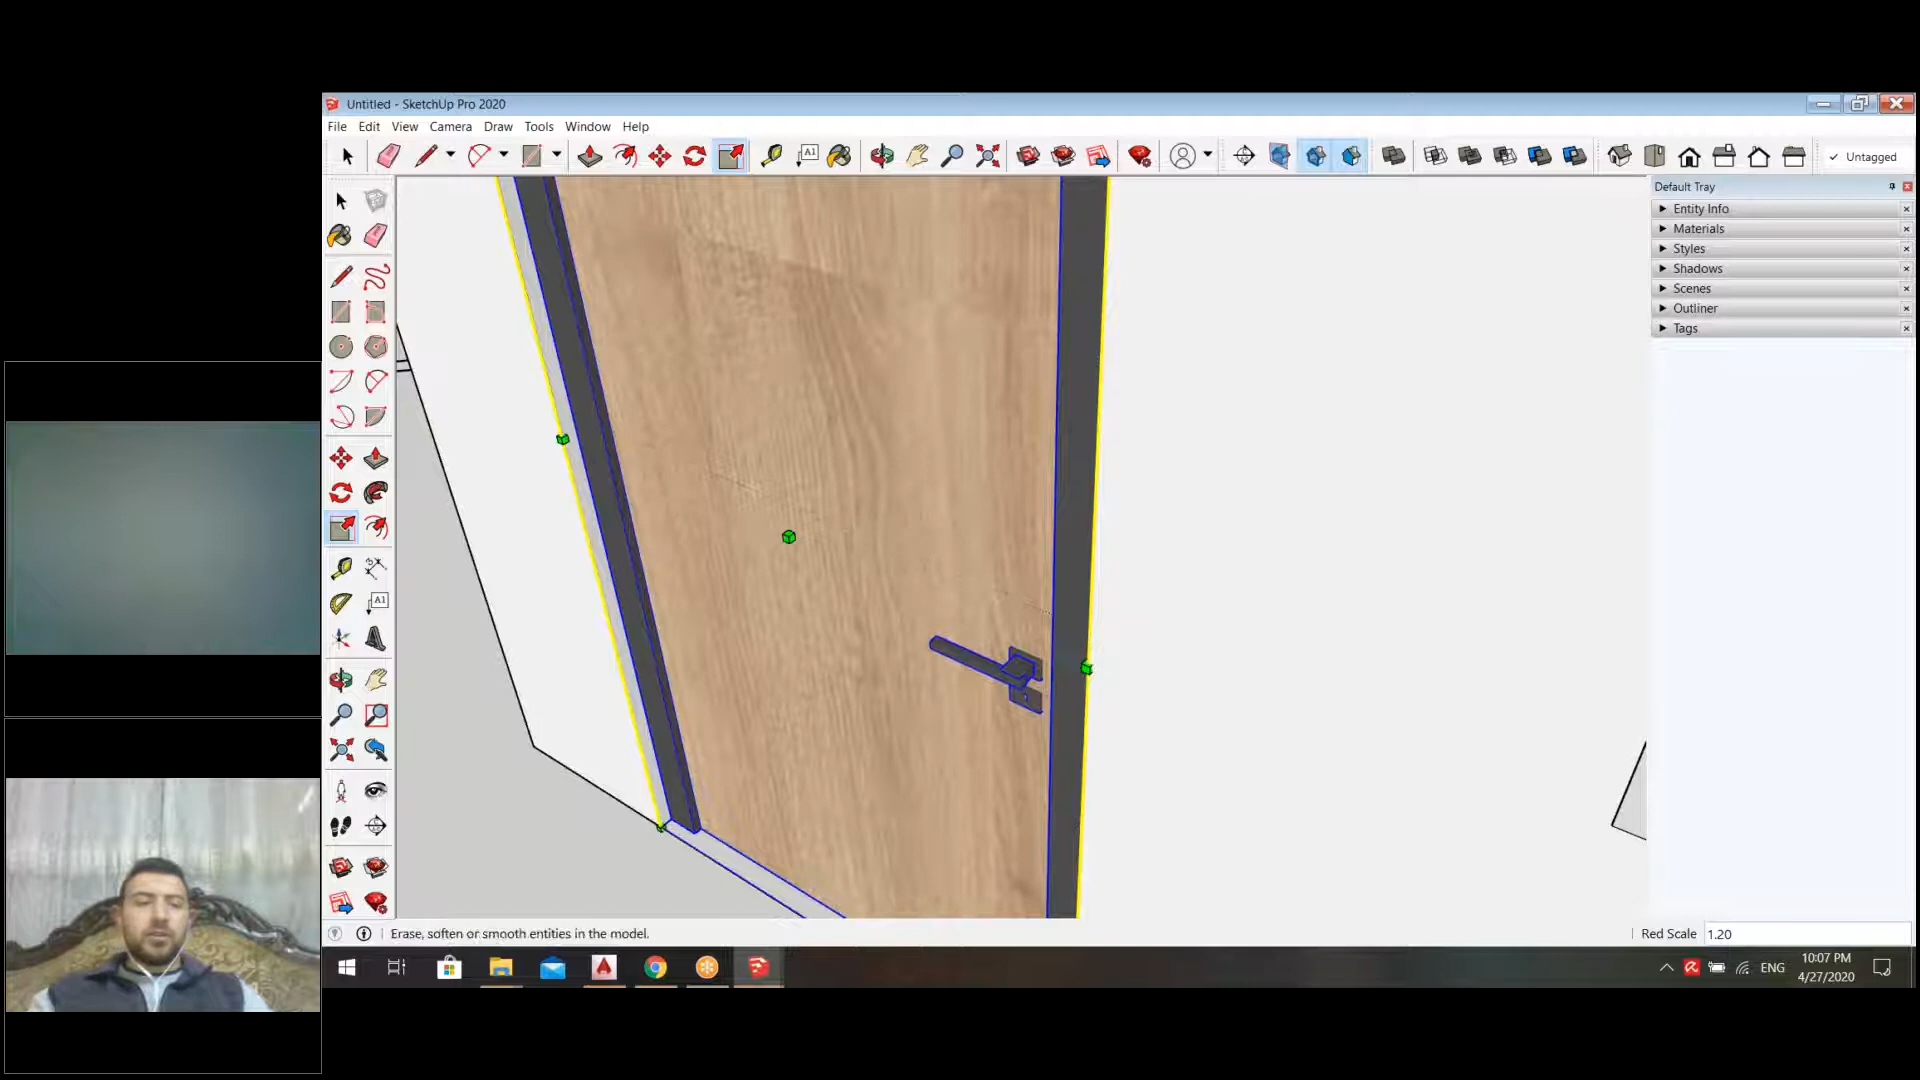 Untitled - SketchUp Pro 2020
File Edit View Camera Draw Tools Window Help
A1
Untagged
Default Tray
Entity Info
Materials
Styles
Shadows
Scenes
Outliner
Tags
A1
Erase, soften or smooth entities in the model.
Red Scale 1.20
ENG
10:07 PM
4/27/2020